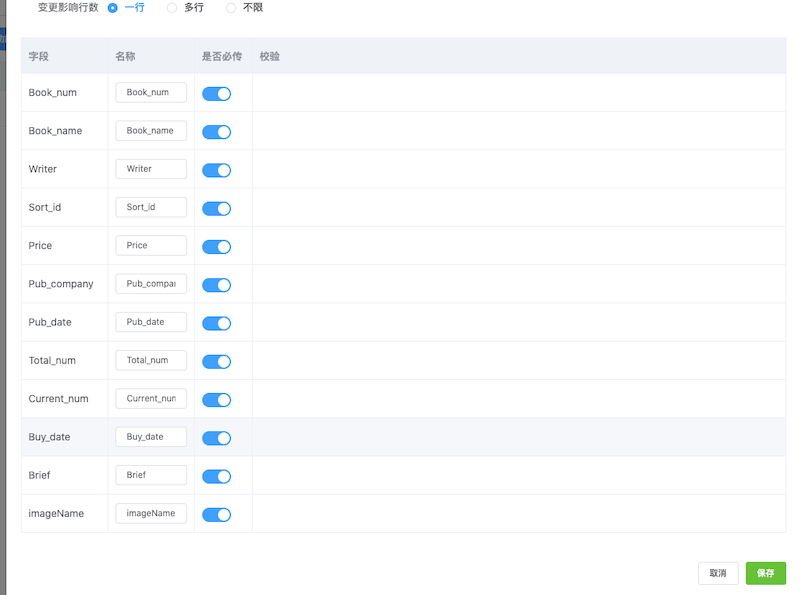 变更影响行数 一行 多行 不限
字段 名称 是否必传 校验
Book_num Book_num
Book_name Book_name
Writer Writer
Sort_id Sort_id
Price Price
Pub_company Pub_compa
Pub_date Pub_date
Total_num Total_num
Current_num Current_nu
Buy_date Buy_date
Brief Brief
imageName imageName
取消 保存